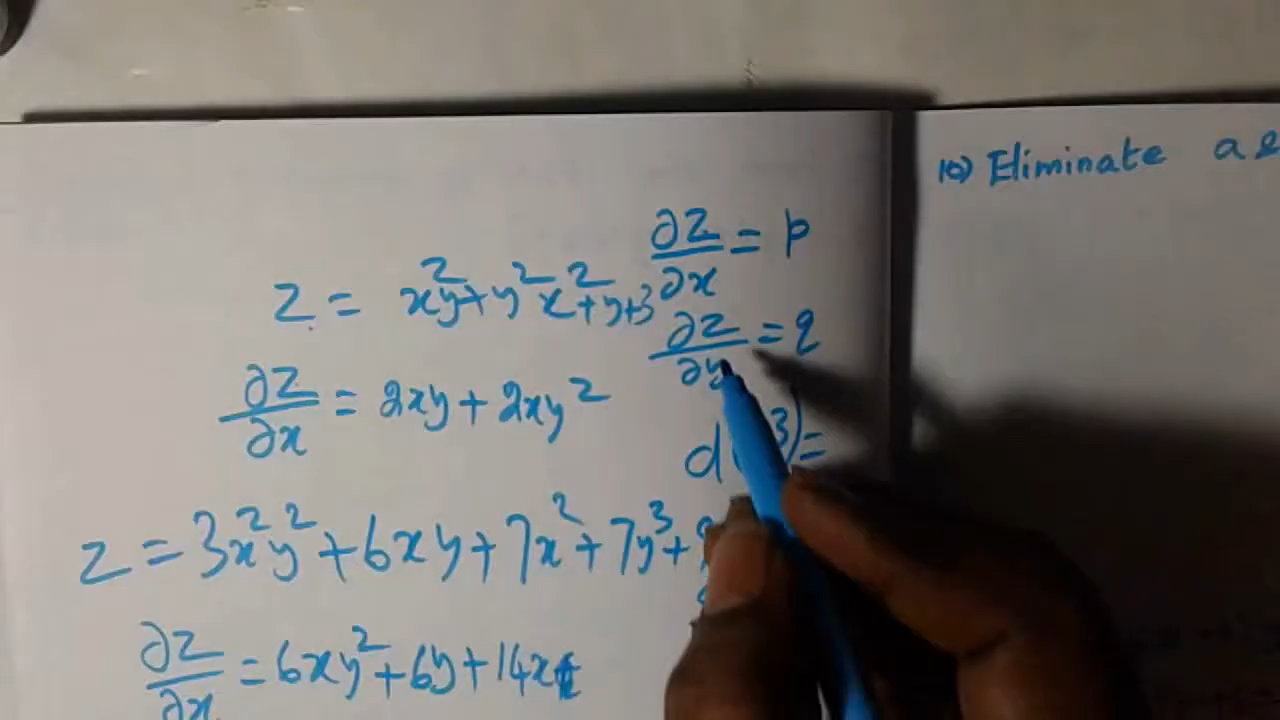 z = x²y + y²x² + y + 3
∂z/∂x = 2xy + 2xy²
∂z/∂x = p
∂z/∂y = q
z = 3x²y² + 6xy + 7x² + 7y³ +
∂z/∂x = 6xy² + 6y + 14x
10) Eliminate a